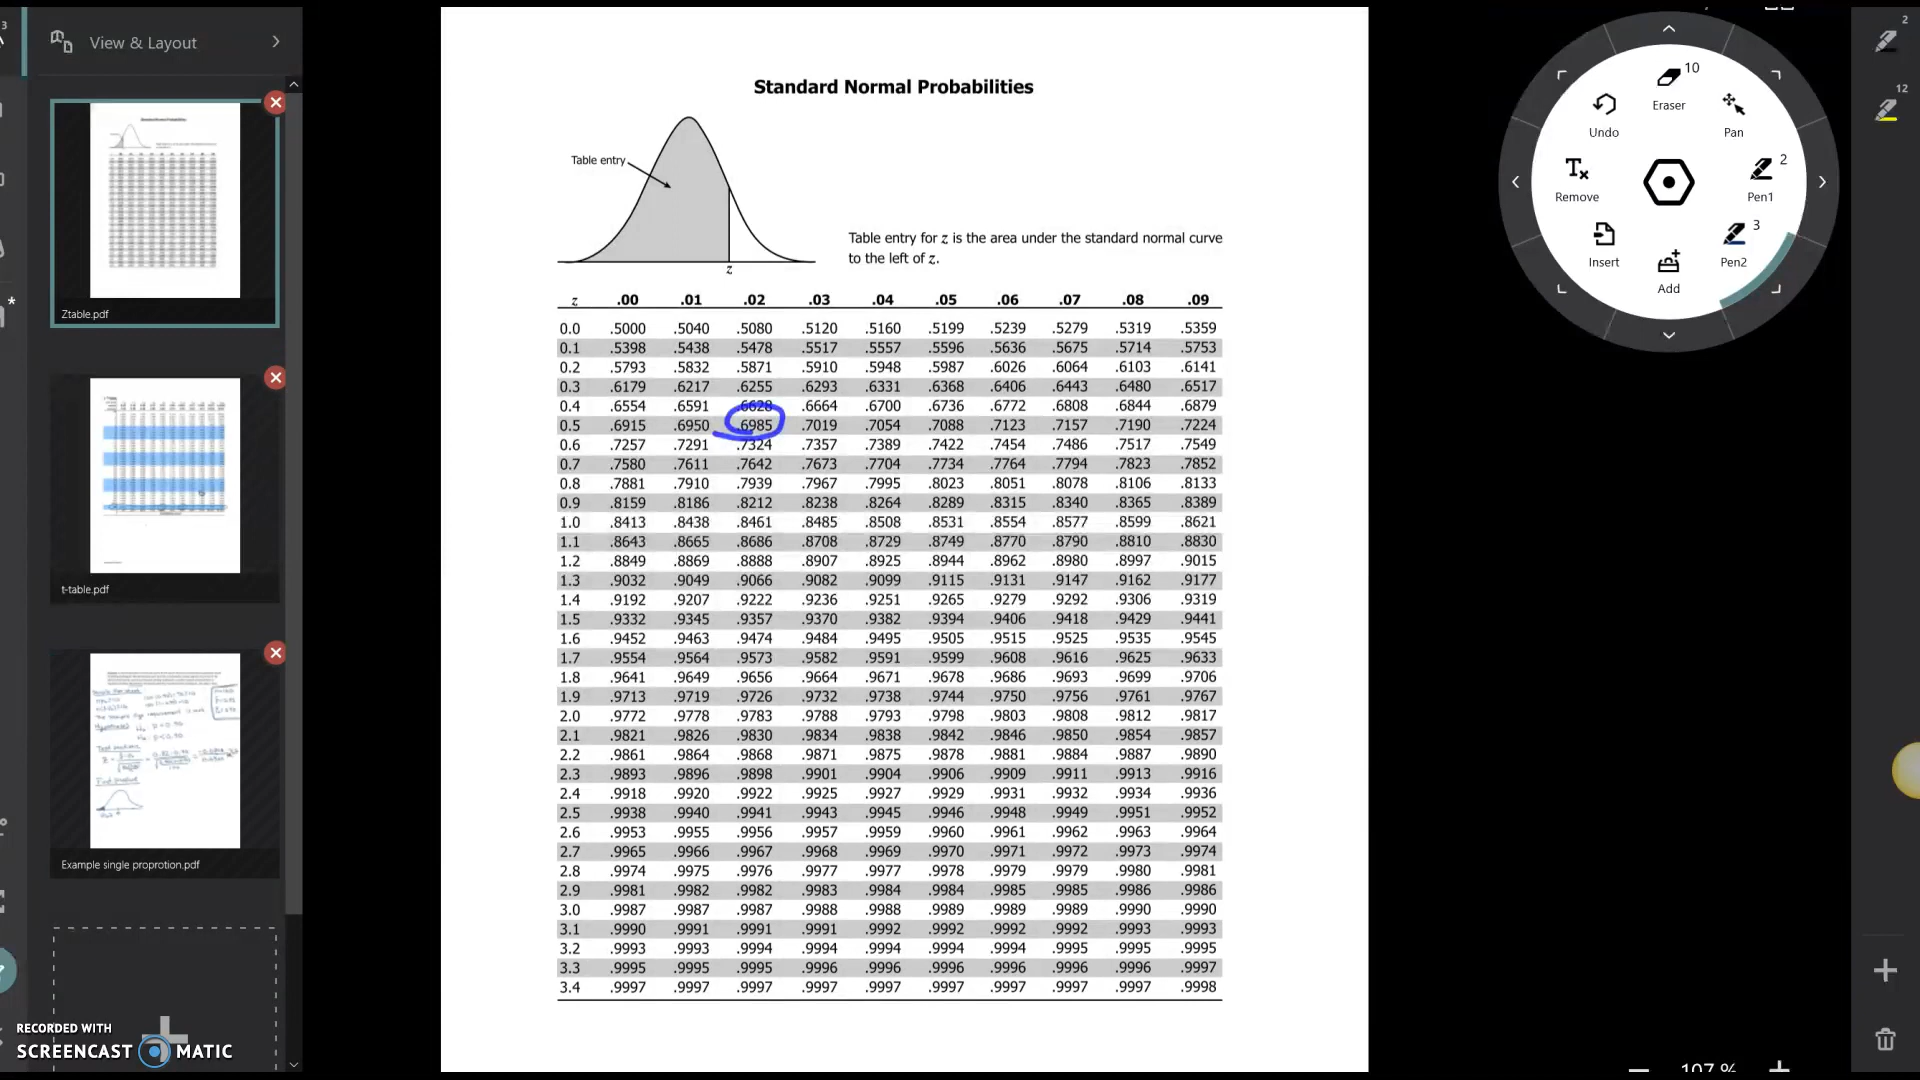 View & Layout
Ztable.pdf
t-table.pdf
Example single proprotion.pdf
RECORDED WITH
SCREENCAST MATIC
Standard Normal Probabilities
Table entry
z
Table entry for z is the area under the standard normal curve
to the left of z.
z .00 .01 .02 .03 .04 .05 .06 .07 .08 .09
0.0 .5000 .5040 .5080 .5120 .5160 .5199 .5239 .5279 .5319 .5359
0.1 .5398 .5438 .5478 .5517 .5557 .5596 .5636 .5675 .5714 .5753
0.2 .5793 .5832 .5871 .5910 .5948 .5987 .6026 .6064 .6103 .6141
0.3 .6179 .6217 .6255 .6293 .6331 .6368 .6406 .6443 .6480 .6517
0.4 .6554 .6591 .6628 .6664 .6700 .6736 .6772 .6808 .6844 .6879
0.5 .6915 .6950 .6985 .7019 .7054 .7088 .7123 .7157 .7190 .7224
0.6 .7257 .7291 .7324 .7357 .7389 .7422 .7454 .7486 .7517 .7549
0.7 .7580 .7611 .7642 .7673 .7704 .7734 .7764 .7794 .7823 .7852
0.8 .7881 .7910 .7939 .7967 .7995 .8023 .8051 .8078 .8106 .8133
0.9 .8159 .8186 .8212 .8238 .8264 .8289 .8315 .8340 .8365 .8389
1.0 .8413 .8438 .8461 .8485 .8508 .8531 .8554 .8577 .8599 .8621
1.1 .8643 .8665 .8686 .8708 .8729 .8749 .8770 .8790 .8810 .8830
1.2 .8849 .8869 .8888 .8907 .8925 .8944 .8962 .8980 .8997 .9015
1.3 .9032 .9049 .9066 .9082 .9099 .9115 .9131 .9147 .9162 .9177
1.4 .9192 .9207 .9222 .9236 .9251 .9265 .9279 .9292 .9306 .9319
1.5 .9332 .9345 .9357 .9370 .9382 .9394 .9406 .9418 .9429 .9441
1.6 .9452 .9463 .9474 .9484 .9495 .9505 .9515 .9525 .9535 .9545
1.7 .9554 .9564 .9573 .9582 .9591 .9599 .9608 .9616 .9625 .9633
1.8 .9641 .9649 .9656 .9664 .9671 .9678 .9686 .9693 .9699 .9706
1.9 .9713 .9719 .9726 .9732 .9738 .9744 .9750 .9756 .9761 .9767
2.0 .9772 .9778 .9783 .9788 .9793 .9798 .9803 .9808 .9812 .9817
2.1 .9821 .9826 .9830 .9834 .9838 .9842 .9846 .9850 .9854 .9857
2.2 .9861 .9864 .9868 .9871 .9875 .9878 .9881 .9884 .9887 .9890
2.3 .9893 .9896 .9898 .9901 .9904 .9906 .9909 .9911 .9913 .9916
2.4 .9918 .9920 .9922 .9925 .9927 .9929 .9931 .9932 .9934 .9936
2.5 .9938 .9940 .9941 .9943 .9945 .9946 .9948 .9949 .9951 .9952
2.6 .9953 .9955 .9956 .9957 .9959 .9960 .9961 .9962 .9963 .9964
2.7 .9965 .9966 .9967 .9968 .9969 .9970 .9971 .9972 .9973 .9974
2.8 .9974 .9975 .9976 .9977 .9977 .9978 .9979 .9979 .9980 .9981
2.9 .9981 .9982 .9982 .9983 .9984 .9984 .9985 .9985 .9986 .9986
3.0 .9987 .9987 .9987 .9988 .9988 .9989 .9989 .9989 .9990 .9990
3.1 .9990 .9991 .9991 .9991 .9992 .9992 .9992 .9992 .9993 .9993
3.2 .9993 .9993 .9994 .9994 .9994 .9994 .9994 .9995 .9995 .9995
3.3 .9995 .9995 .9995 .9996 .9996 .9996 .9996 .9996 .9996 .9997
3.4 .9997 .9997 .9997 .9997 .9997 .9997 .9997 .9997 .9997 .9998
10
Eraser
Undo
Pan
Remove
2
Pen1
Insert
3
Pen2
Add
2
12
107 %